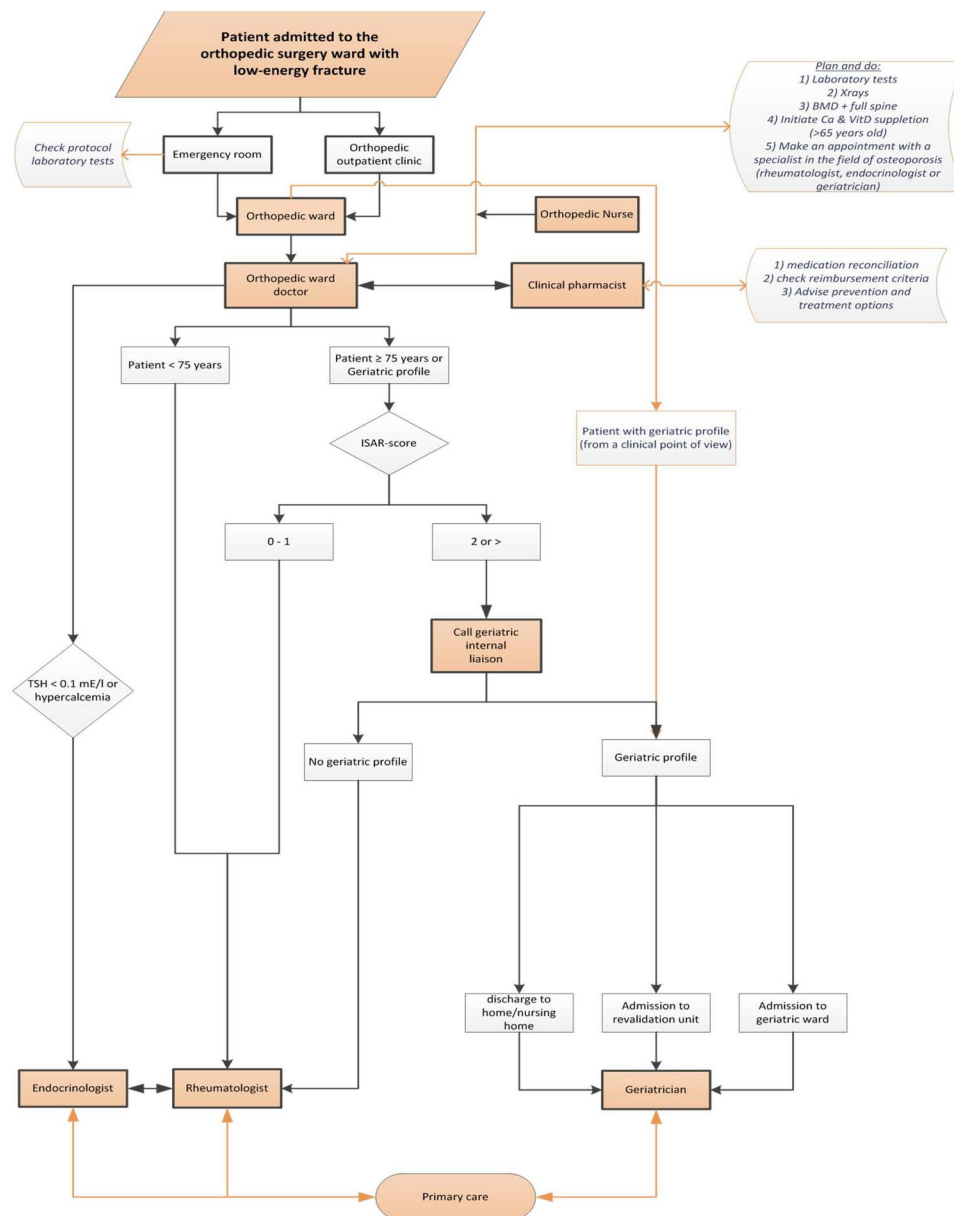 Patient admitted to the
orthopedic surgery ward with
low-energy fracture
Plan and do:
1) Laboratory tests
2) Xrays
3) BMD + full spine
4) Initiate Ca & VitD suppletion
(>65 years old)
5) Make an appointment with a
specialist in the field of osteoporosis
(rheumatologist, endocrinologist or
geriatrician)
Check protocol
laboratory tests
Emergency room
Orthopedic
outpatient clinic
Orthopedic ward
Orthopedic Nurse
Orthopedic ward
doctor
Clinical pharmacist
1) medication reconciliation
2) check reimbursement criteria
3) Advise prevention and
treatment options
Patient < 75 years
Patient ≥ 75 years or
Geriatric profile
Patient with geriatric profile
(from a clinical point of view)
ISAR-score
0 - 1
2 or >
Call geriatric
internal
liaison
TSH < 0.1 mE/l or
hypercalcemia
No geriatric profile
Geriatric profile
discharge to
home/nursing
home
Admission to
revalidation unit
Admission to
geriatric ward
Endocrinologist
Rheumatologist
Geriatrician
Primary care